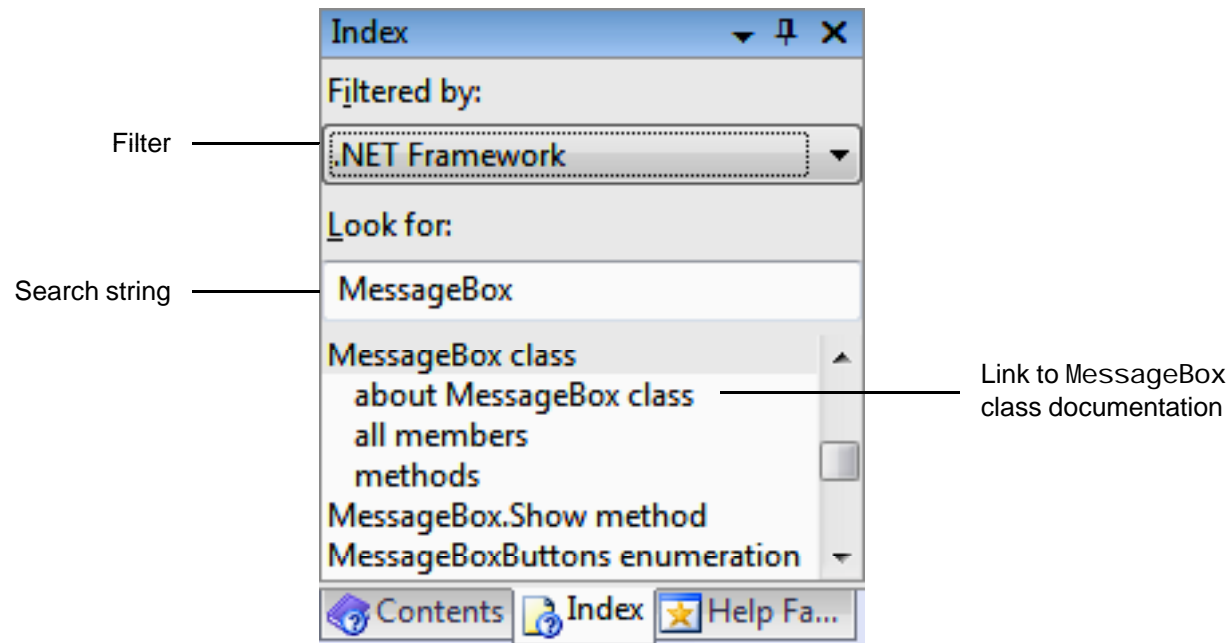 Index
Filtered by:
Filter
.NET Framework
Look for:
Search string
MessageBox
MessageBox class
about MessageBox class
all members
methods
MessageBox.Show method
MessageBoxButtons enumeration
Link to MessageBox
class documentation
Contents
Index
Help Fa...